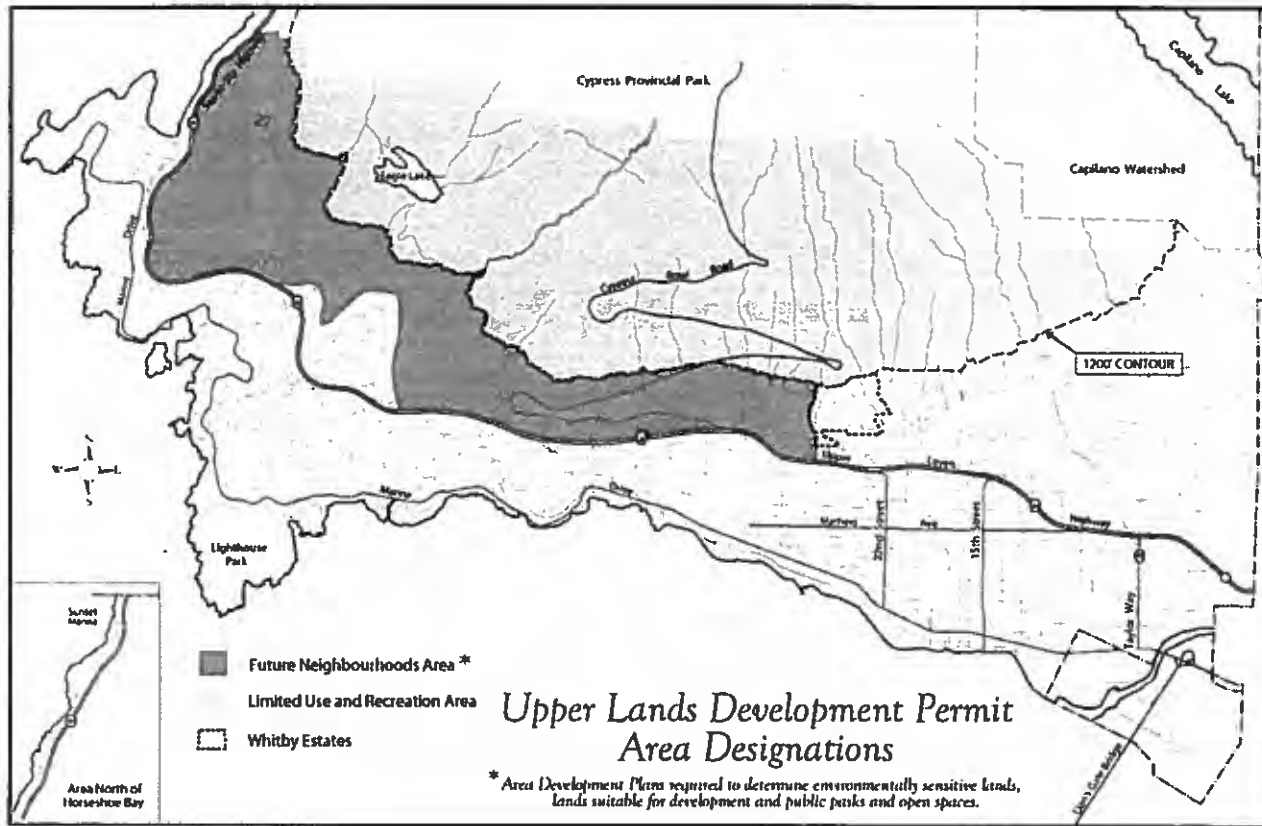 Cypress Provincial Park
Capilano
Lake
Capilano Watershed
Eagle Lake
Marine
Drive
Cypress
Bowl
Road
1200' CONTOUR
Upper
Levels
Highway
Marine
Drive
22nd Street
15th Street
Taylor Way
Lighthouse
Park
Lion's Gate Bridge
W
S
Sunset
Marina
Area North of
Horseshoe Bay
Future Neighbourhoods Area *
Limited Use and Recreation Area
Whitby Estates
Upper Lands Development Permit
Area Designations
* Area Development Plans required to determine environmentally sensitive lands,
lands suitable for development and public parks and open spaces.